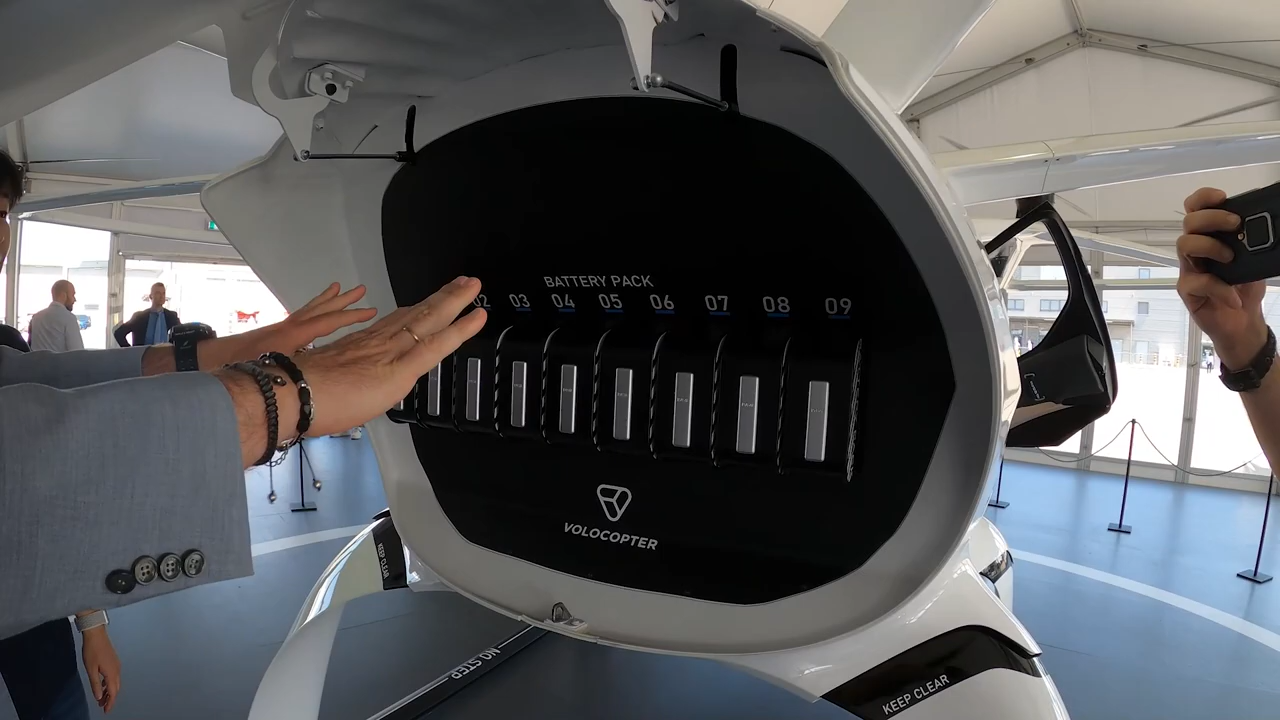 BATTERY PACK
02 03 04 05 06 07 08 09
VOLOCOPTER
KEEP CLEAR
NO STEP
KEEP CLEAR